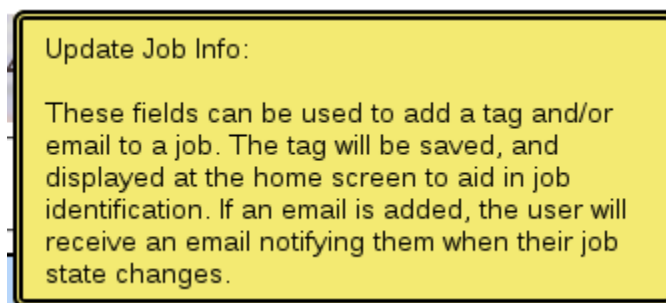 Update Job Info:
These fields can be used to add a tag and/or
email to a job. The tag will be saved, and
displayed at the home screen to aid in job
identification. If an email is added, the user will
receive an email notifying them when their job
state changes.